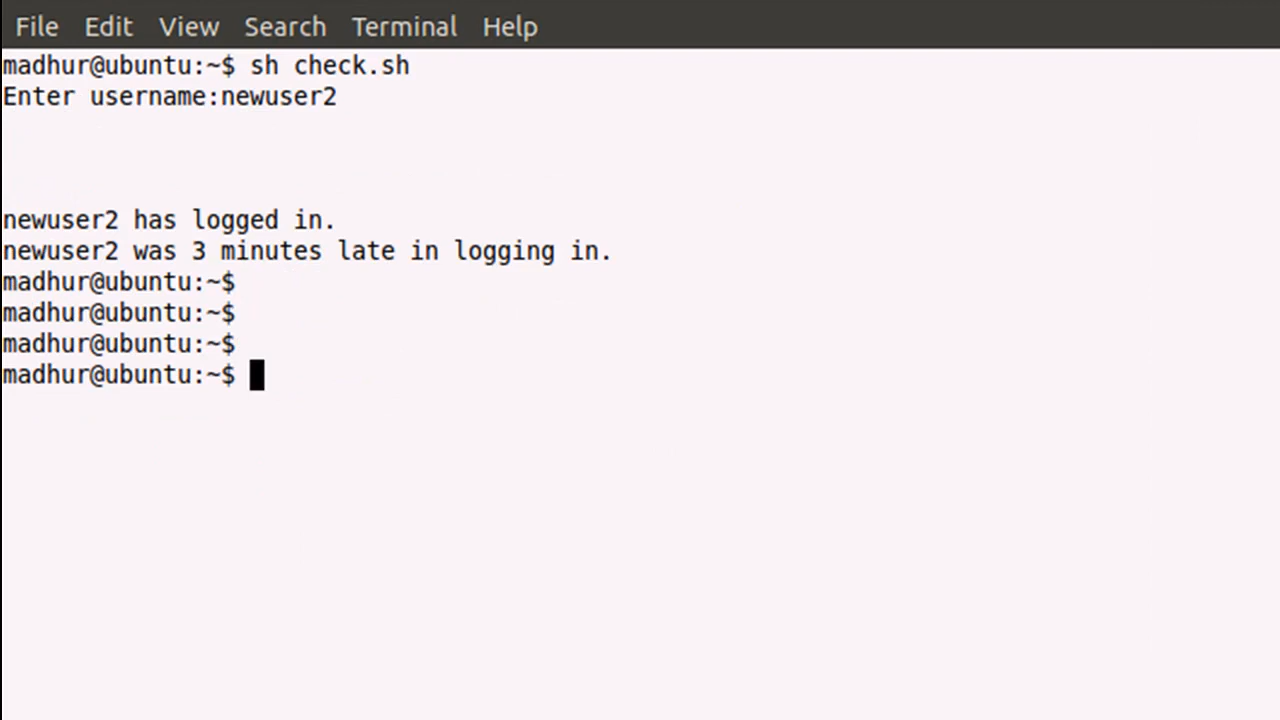 File Edit View Search Terminal Help
madhur@ubuntu:~$ sh check.sh
Enter username:newuser2
newuser2 has logged in.
newuser2 was 3 minutes late in logging in.
madhur@ubuntu:~$
madhur@ubuntu:~$
madhur@ubuntu:~$
madhur@ubuntu:~$